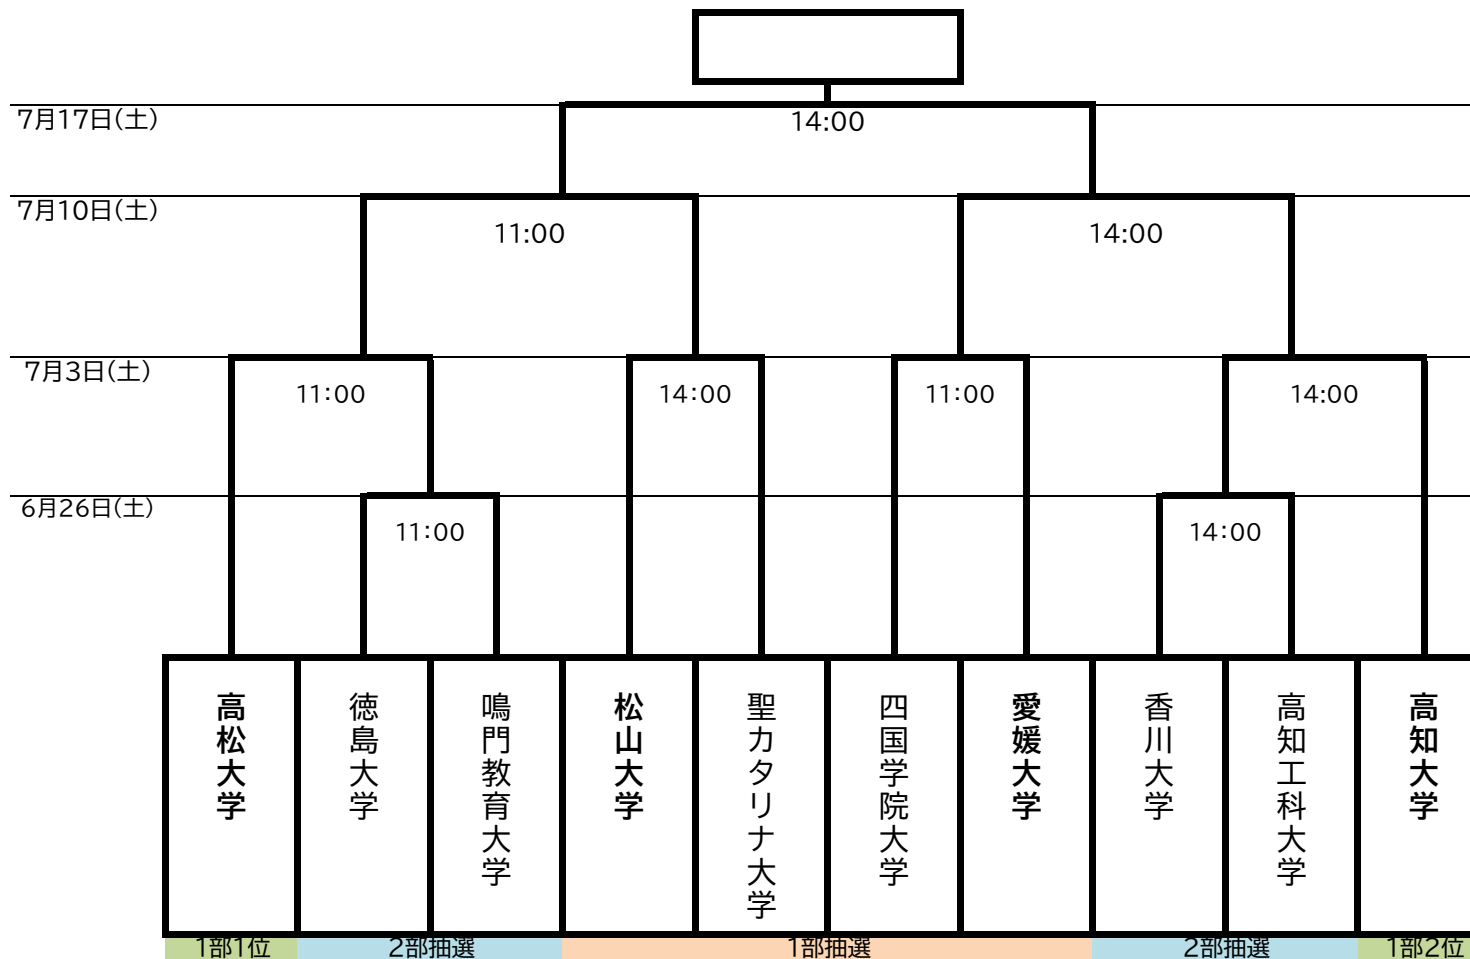 7月17日(土)
14:00
7月10日(土)
11:00
14:00
7月3日(土)
11:00
14:00
11:00
14:00
6月26日(土)
11:00
14:00
高松大学
徳島大学
鳴門教育大学
松山大学
聖カタリナ大学
四国学院大学
愛媛大学
香川大学
高知工科大学
高知大学
1部1位
2部抽選
1部抽選
2部抽選
1部2位